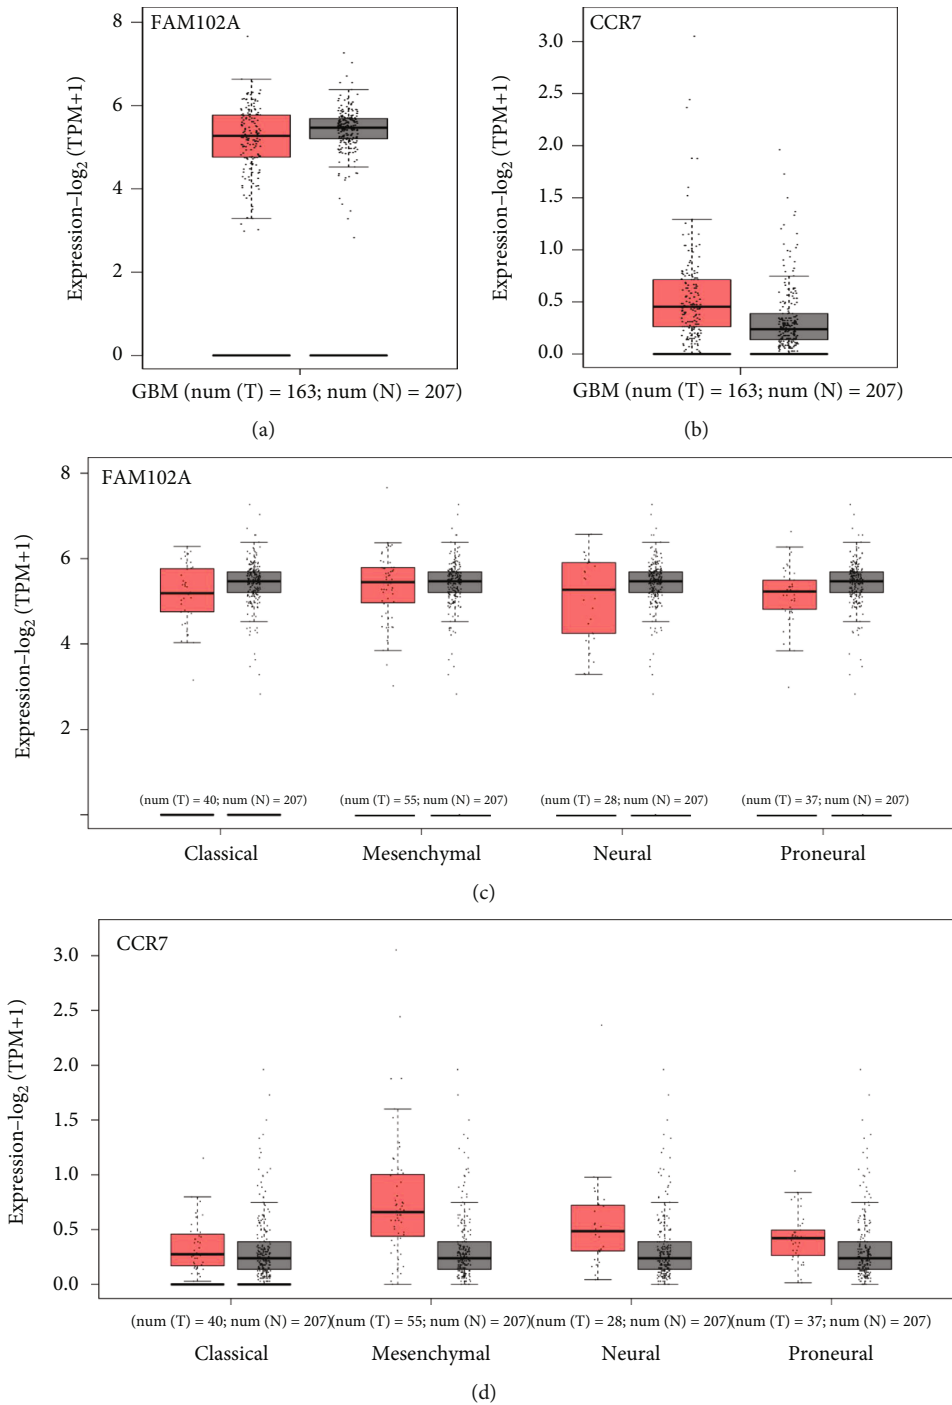 FAM102A
8
6
4
2
0
Expression–log2 (TPM+1)
GBM (num (T) = 163; num (N) = 207)
(a)
CCR7
3.0
2.5
2.0
1.5
1.0
0.5
0.0
Expression–log2 (TPM+1)
GBM (num (T) = 163; num (N) = 207)
(b)
FAM102A
8
6
4
2
Expression–log2 (TPM+1)
(num (T) = 40; num (N) = 207)
(num (T) = 55; num (N) = 207)
(num (T) = 28; num (N) = 207)
(num (T) = 37; num (N) = 207)
Classical
Mesenchymal
Neural
Proneural
(c)
CCR7
3.0
2.5
2.0
1.5
1.0
0.5
0.0
Expression–log2 (TPM+1)
(num (T) = 40; num (N) = 207)
(num (T) = 55; num (N) = 207)
(num (T) = 28; num (N) = 207)
(num (T) = 37; num (N) = 207)
Classical
Mesenchymal
Neural
Proneural
(d)